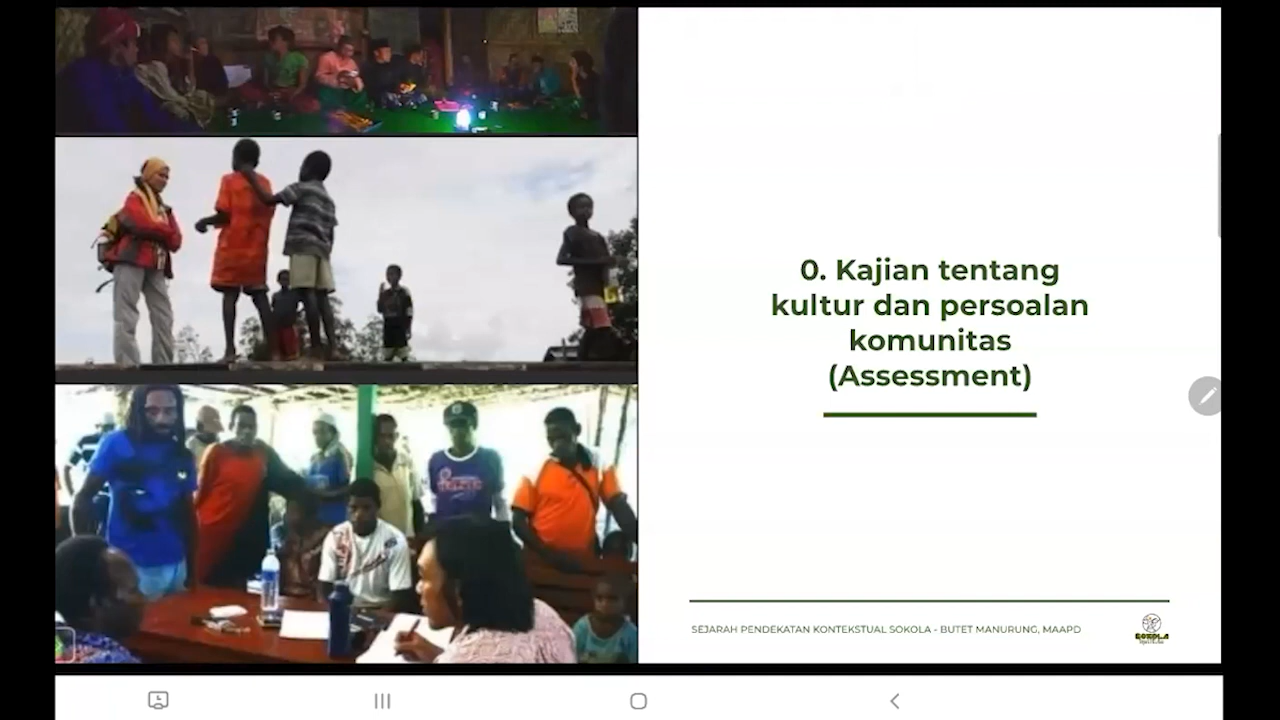 0. Kajian tentang
kultur dan persoalan
komunitas
(Assessment)
SEJARAH PENDEKATAN KONTEKSTUAL SOKOLA - BUTET MANURUNG, MAAPD
SOKOLA